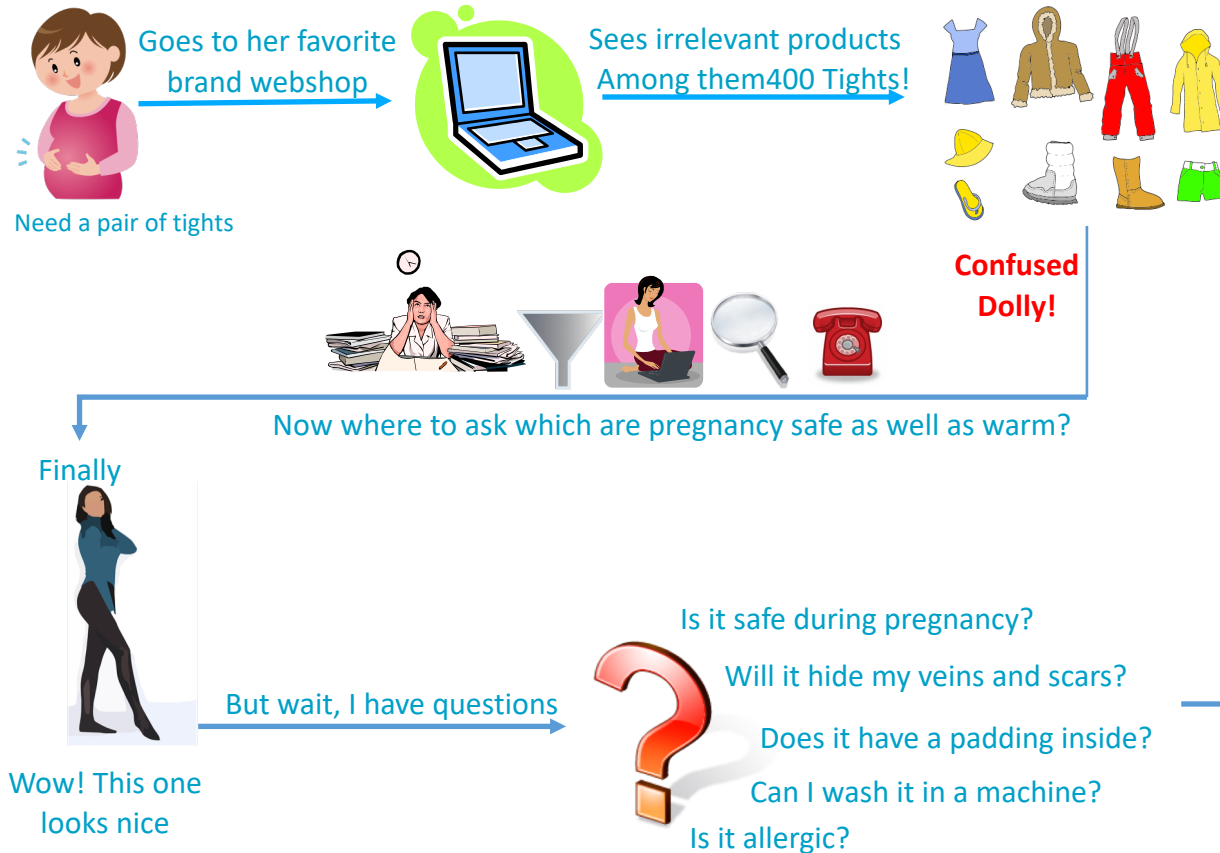 Goes to her favorite
brand webshop
Sees irrelevant products
Among them400 Tights!
Need a pair of tights
Confused
Dolly!
Now where to ask which are pregnancy safe as well as warm?
Finally
Is it safe during pregnancy?
Will it hide my veins and scars?
But wait, I have questions
Does it have a padding inside?
Wow! This one
looks nice
Can I wash it in a machine?
Is it allergic?